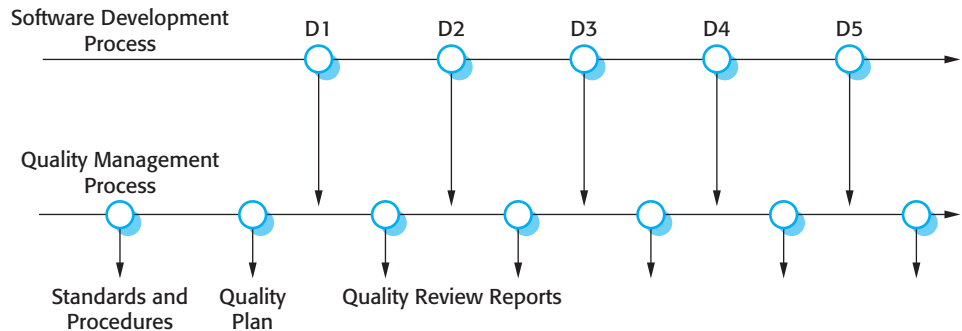 Software Development
Process
D1
D2
D3
D4
D5
Quality Management
Process
Standards and
Procedures
Quality
Plan
Quality Review Reports